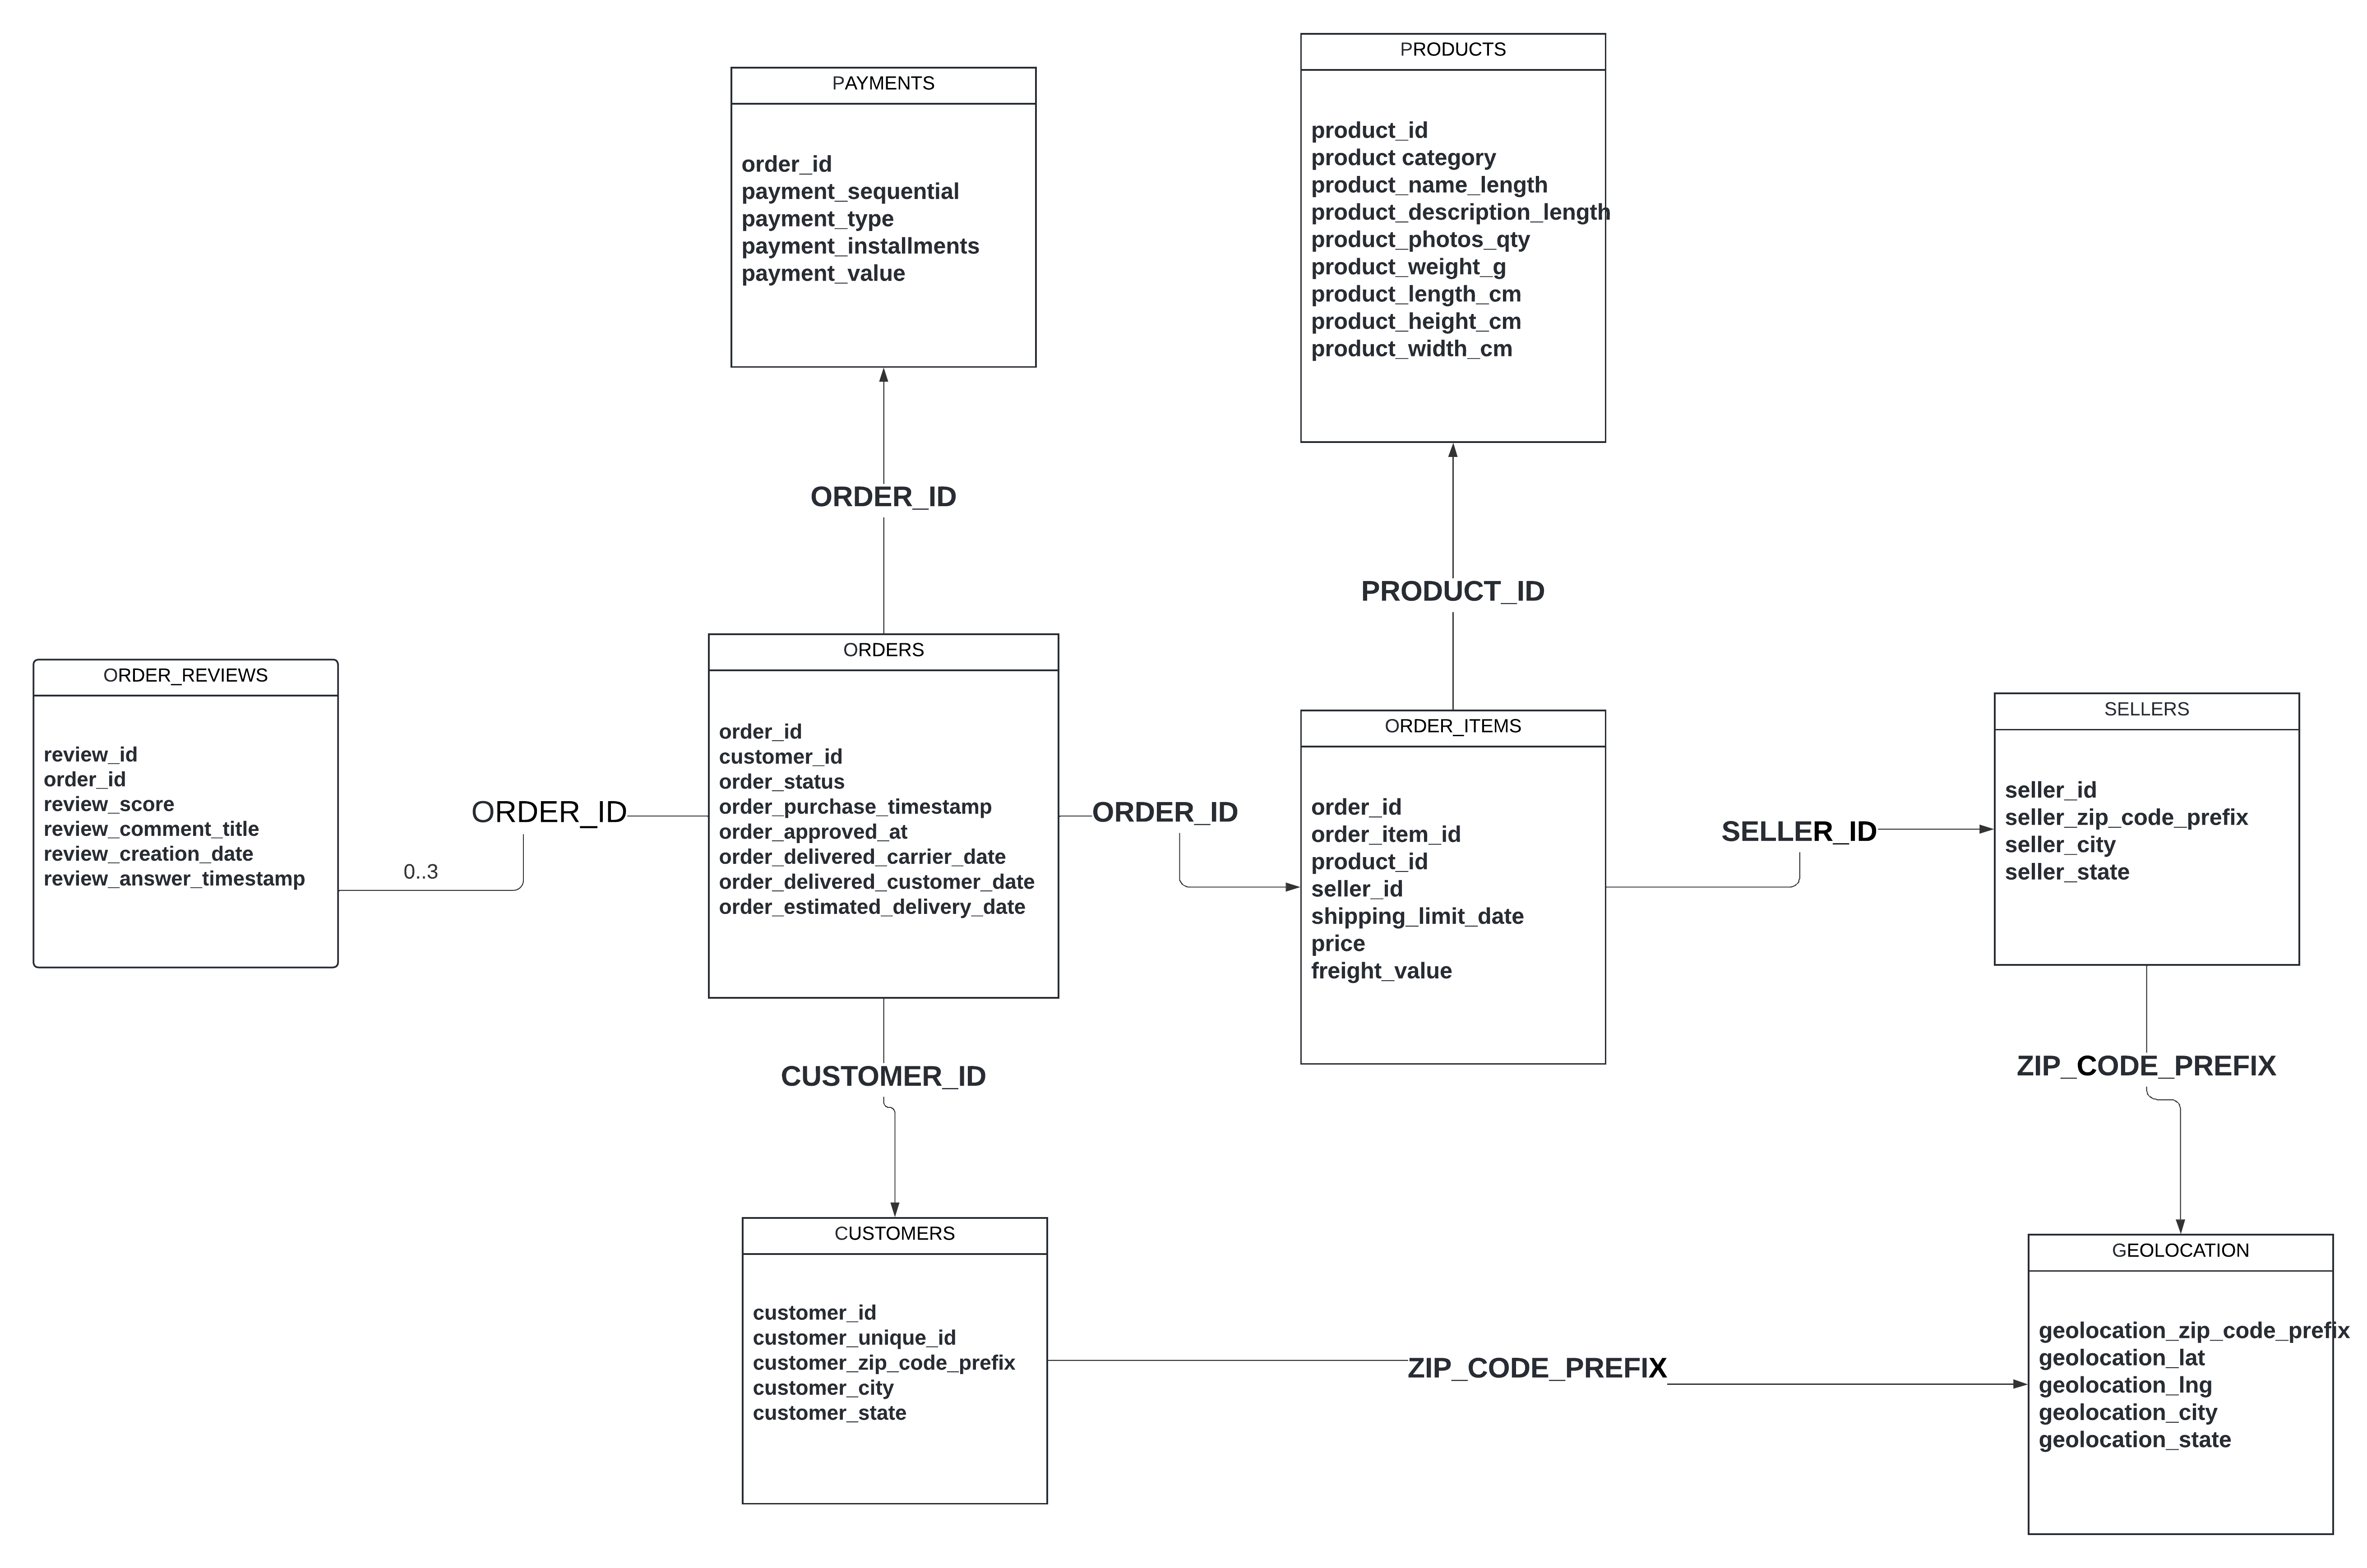 PAYMENTS
order_id
payment_sequential
payment_type
payment_installments
payment_value
PRODUCTS
product_id
product category
product_name_length
product_description_length
product_photos_qty
product_weight_g
product_length_cm
product_height_cm
product_width_cm
ORDER_ID
PRODUCT_ID
ORDER_REVIEWS
review_id
order_id
review_score
review_comment_title
review_creation_date
review_answer_timestamp
ORDER_ID
0..3
ORDERS
order_id
customer_id
order_status
order_purchase_timestamp
order_approved_at
order_delivered_carrier_date
order_delivered_customer_date
order_estimated_delivery_date
ORDER_ID
ORDER_ITEMS
order_id
order_item_id
product_id
seller_id
shipping_limit_date
price
freight_value
SELLER_ID
SELLERS
seller_id
seller_zip_code_prefix
seller_city
seller_state
CUSTOMER_ID
ZIP_CODE_PREFIX
CUSTOMERS
customer_id
customer_unique_id
customer_zip_code_prefix
customer_city
customer_state
ZIP_CODE_PREFIX
GEOLOCATION
geolocation_zip_code_prefix
geolocation_lat
geolocation_lng
geolocation_city
geolocation_state